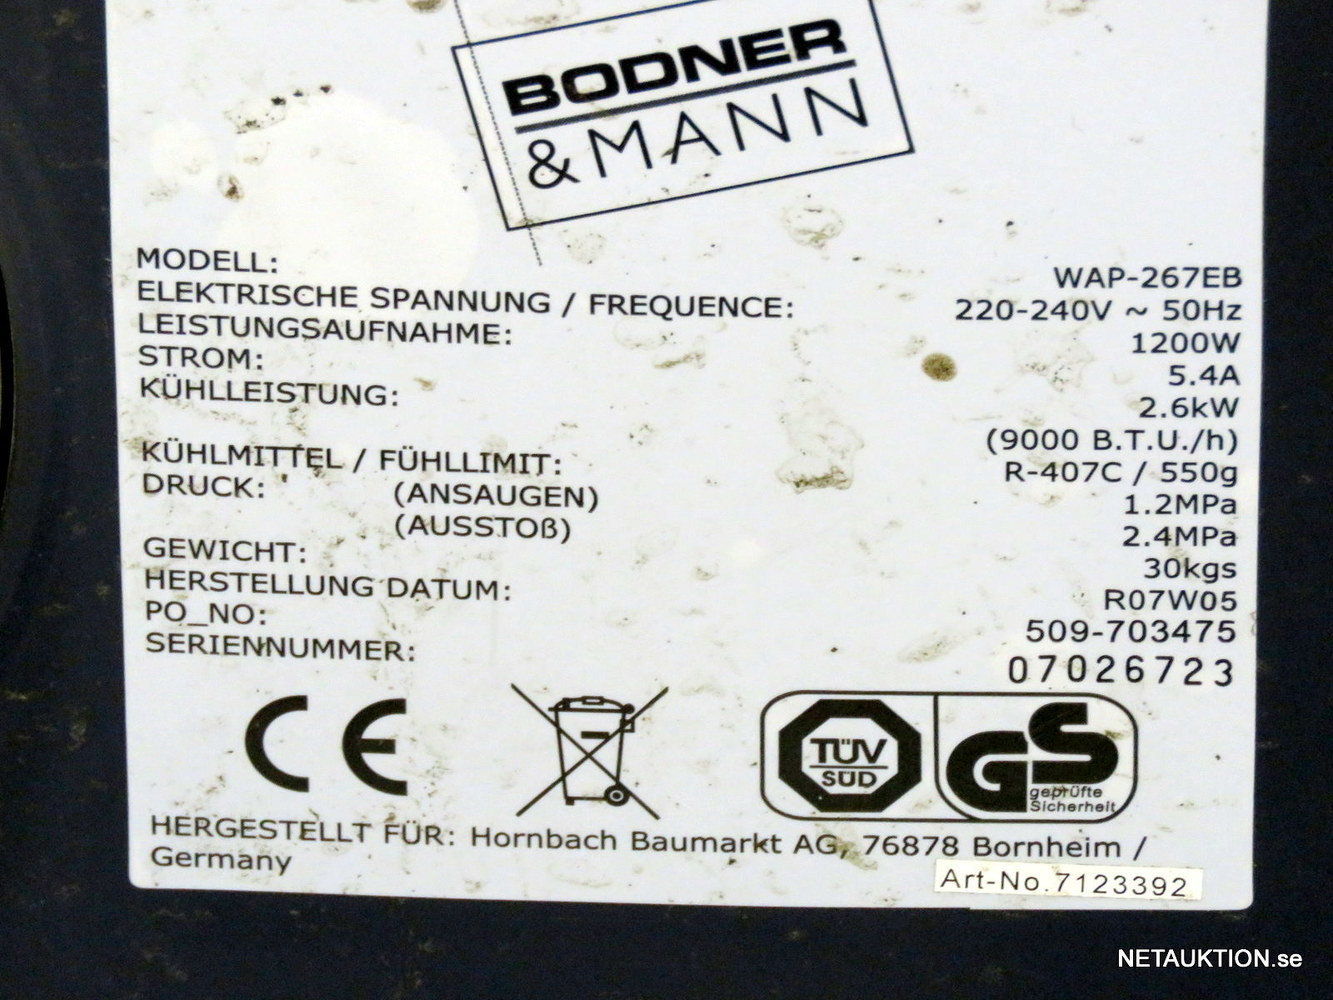 BODNER
& MANN
MODELL: WAP-267EB
ELEKTRISCHE SPANNUNG / FREQUENCE: 220-240V ~ 50Hz
LEISTUNGSAUFNAHME: 1200W
STROM: 5.4A
KÜHLLEISTUNG: 2.6kW
(9000 B.T.U./h)
KÜHLMITTEL / FÜHLLIMIT: R-407C / 550g
DRUCK: (ANSAUGEN) 1.2MPa
(AUSSTOß) 2.4MPa
GEWICHT: 30kgs
HERSTELLUNG DATUM: R07W05
PO_NO: 509-703475
SERIENNUMMER: 07026723
CE
TÜV
SÜD
GS
geprüfte
Sicherheit
HERGESTELLT FÜR: Hornbach Baumarkt AG, 76878 Bornheim /
Germany
Art-No.7123392
NETAUKTION.se